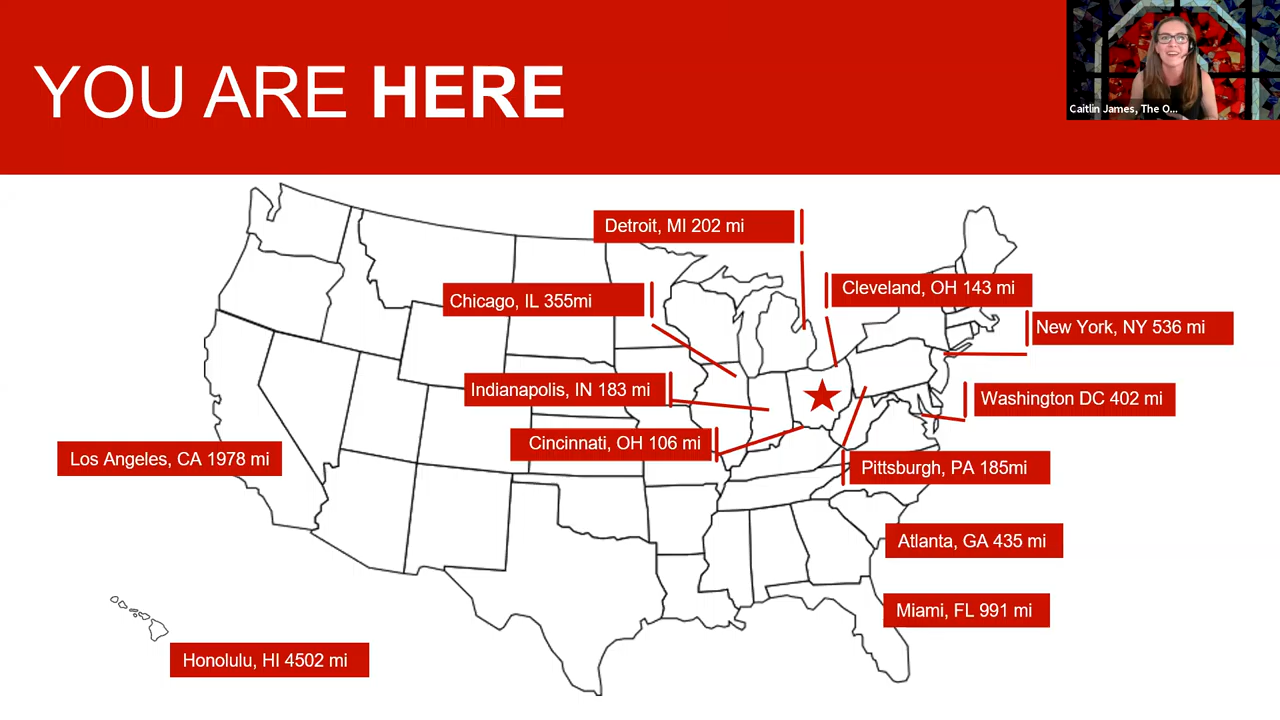 YOU ARE HERE
Caitlin James, The O...
Detroit, MI 202 mi
Cleveland, OH 143 mi
Chicago, IL 355mi
New York, NY 536 mi
Indianapolis, IN 183 mi
Washington DC 402 mi
Cincinnati, OH 106 mi
Los Angeles, CA 1978 mi
Pittsburgh, PA 185mi
Atlanta, GA 435 mi
Miami, FL 991 mi
Honolulu, HI 4502 mi